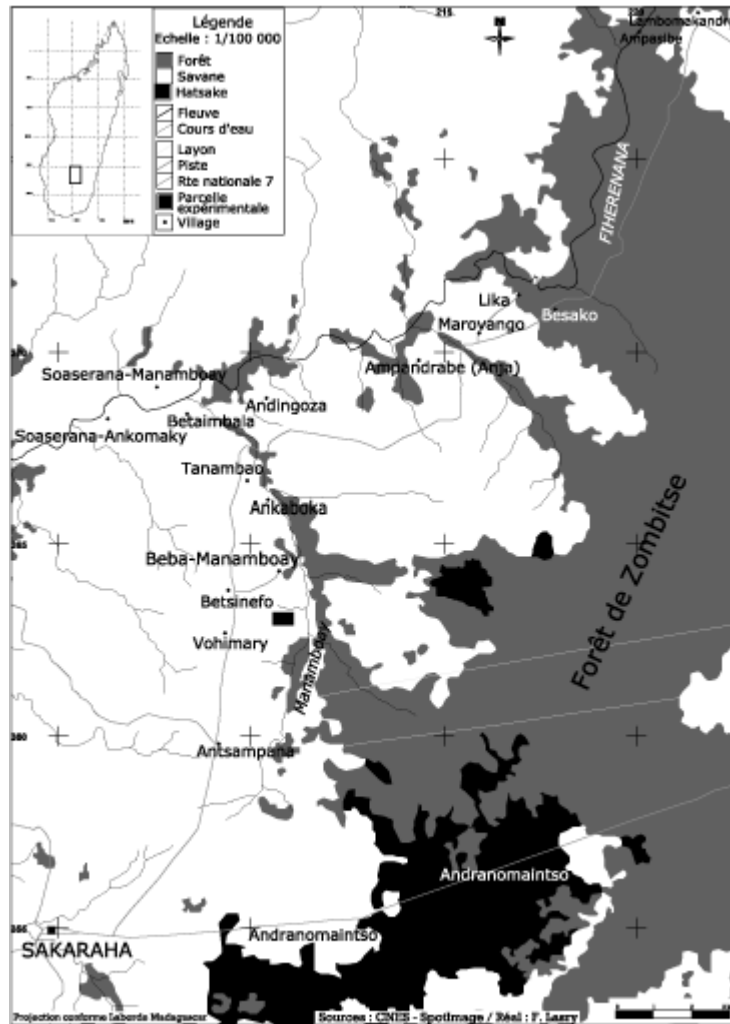 Légende
Echelle : 1/100 000
Forêt
Savane
Hatsake
Fleuve
Cours d'eau
Layon
Piste
Rte nationale 7
Parcelle
expérimentale
Village
215
N
Ampasibe
FIHERENANA
Lika
Besako
Maroyango
Ampandrabe (Anja)
Soaserana-Manamboay
Andingoza
Betaimbala
Soaserana-Ankomaky
Tanambao
Ankaboka
Forêt de Zombitse
Beba-Manamboay
Betsinefo
Vohimary
Manamboay
Antsampana
Andranomaintso
Andranomaintso
SAKARAHA
Projection conforme Laborde Madagascar
Sources : CNES - SpotImage / Réal : F. Lasry